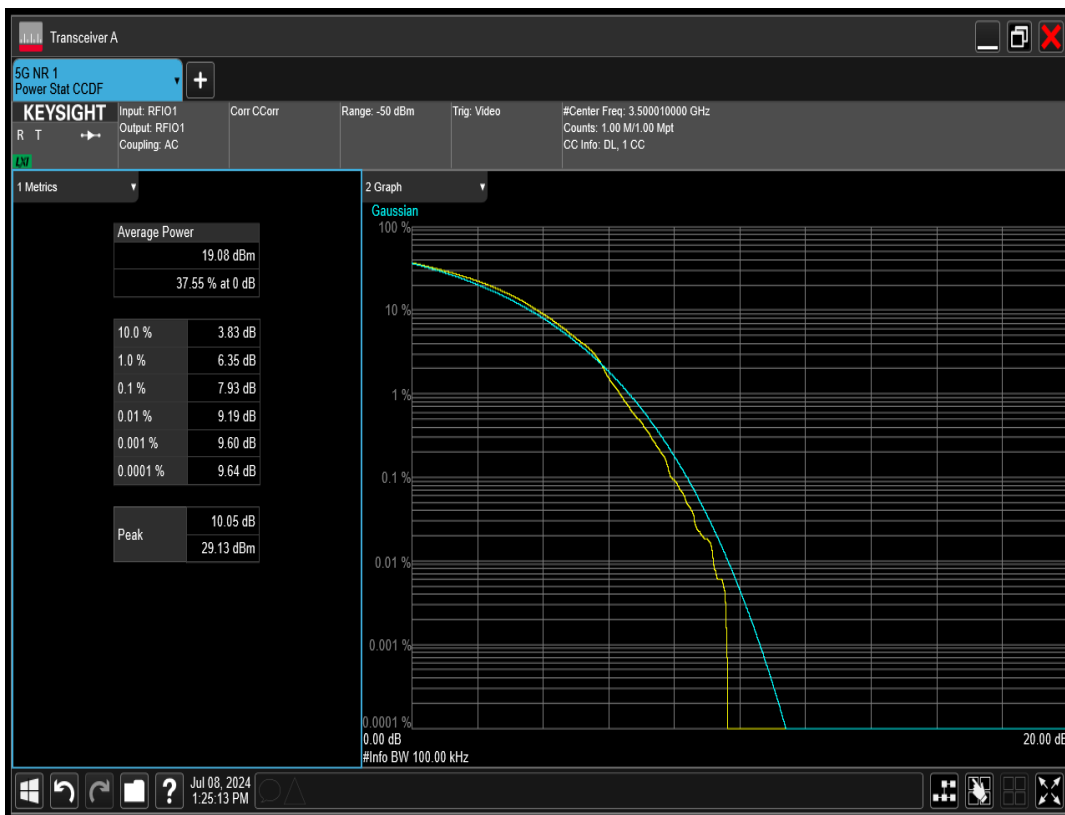 Transceiver A
5G NR 1
Power Stat CCDF
+
KEYSIGHT
R T
LXI
Input: RFIO1
Output: RFIO1
Coupling: AC
Corr CCorr
Range: -50 dBm
Trig: Video
#Center Freq: 3.500010000 GHz
Counts: 1.00 M/1.00 Mpt
CC Info: DL, 1 CC
1 Metrics
Average Power
19.08 dBm
37.55 % at 0 dB
10.0 % 3.83 dB
1.0 % 6.35 dB
0.1 % 7.93 dB
0.01 % 9.19 dB
0.001 % 9.60 dB
0.0001 % 9.64 dB
Peak
10.05 dB
29.13 dBm
2 Graph
Gaussian
100 %
10 %
1 %
0.1 %
0.01 %
0.001 %
0.0001 %
0.00 dB
20.00 dB
#Info BW 100.00 kHz
?
Jul 08, 2024
1:25:13 PM